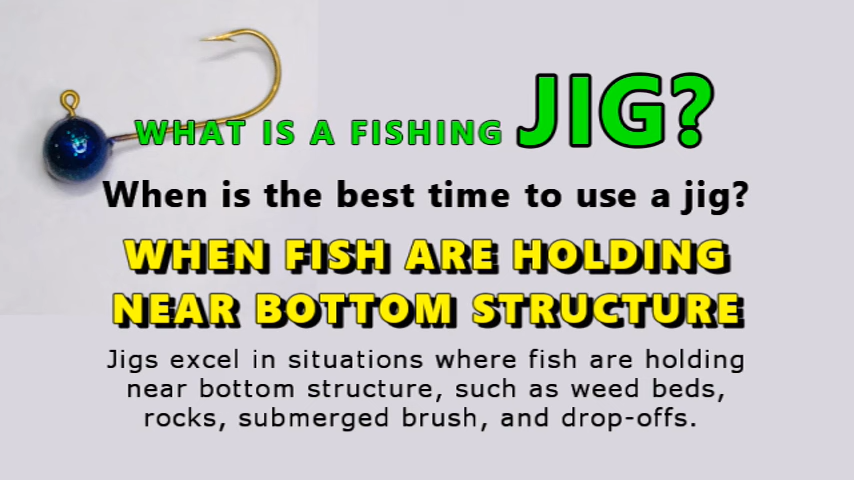 WHAT IS A FISHING JIG?
When is the best time to use a jig?
WHEN FISH ARE HOLDING
NEAR BOTTOM STRUCTURE
Jigs excel in situations where fish are holding
near bottom structure, such as weed beds,
rocks, submerged brush, and drop-offs.